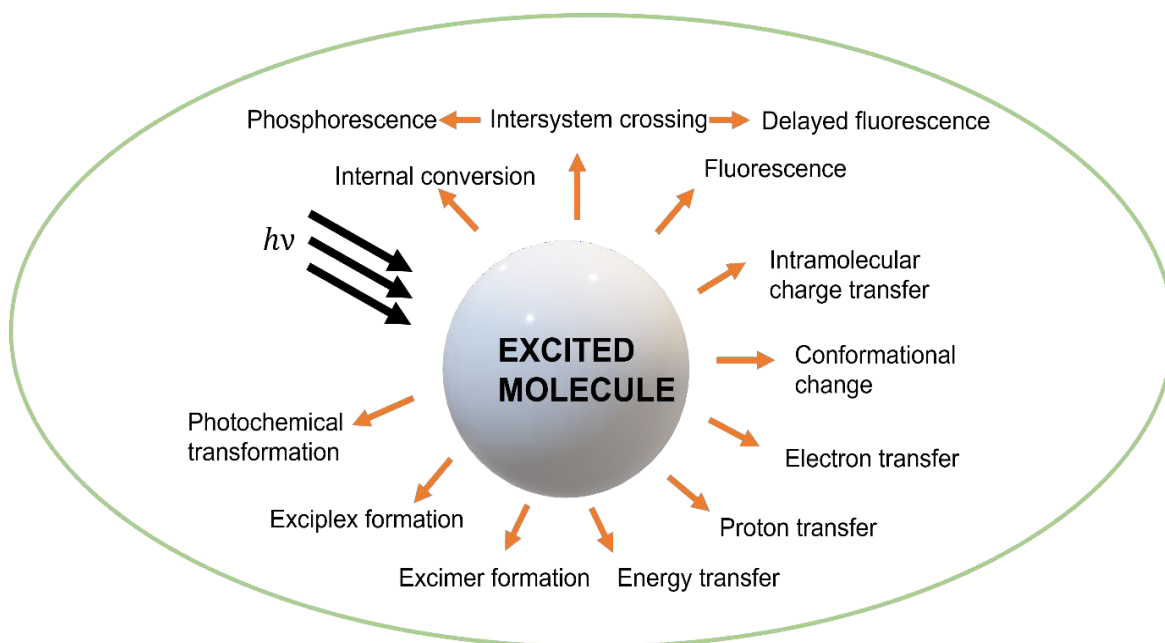 Phosphorescence
Intersystem crossing
Delayed fluorescence
Internal conversion
Fluorescence
hν
Intramolecular
charge transfer
EXCITED
MOLECULE
Conformational
change
Photochemical
transformation
Electron transfer
Exciplex formation
Proton transfer
Excimer formation
Energy transfer